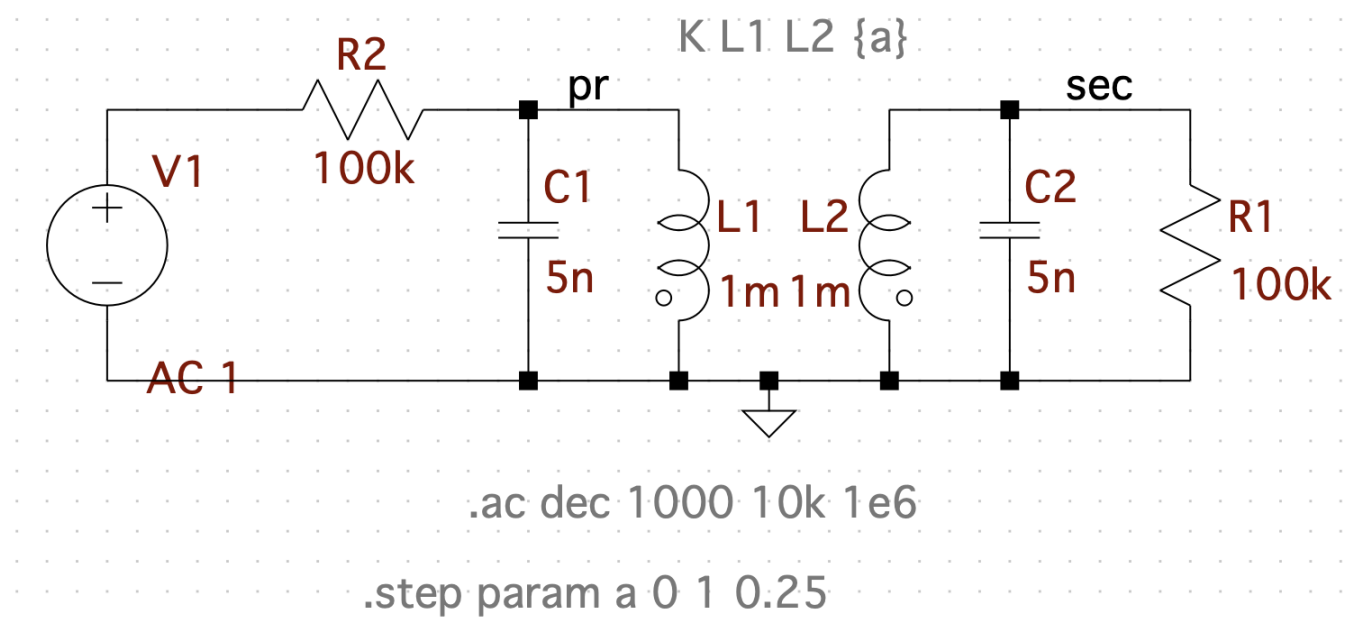 K L1 L2 {a}
R2
pr
sec
100k
V1
C1
C2
L1
L2
R1
5n
1m
1m
5n
100k
AC 1
.ac dec 1000 10k 1e6
.step param a 0 1 0.25